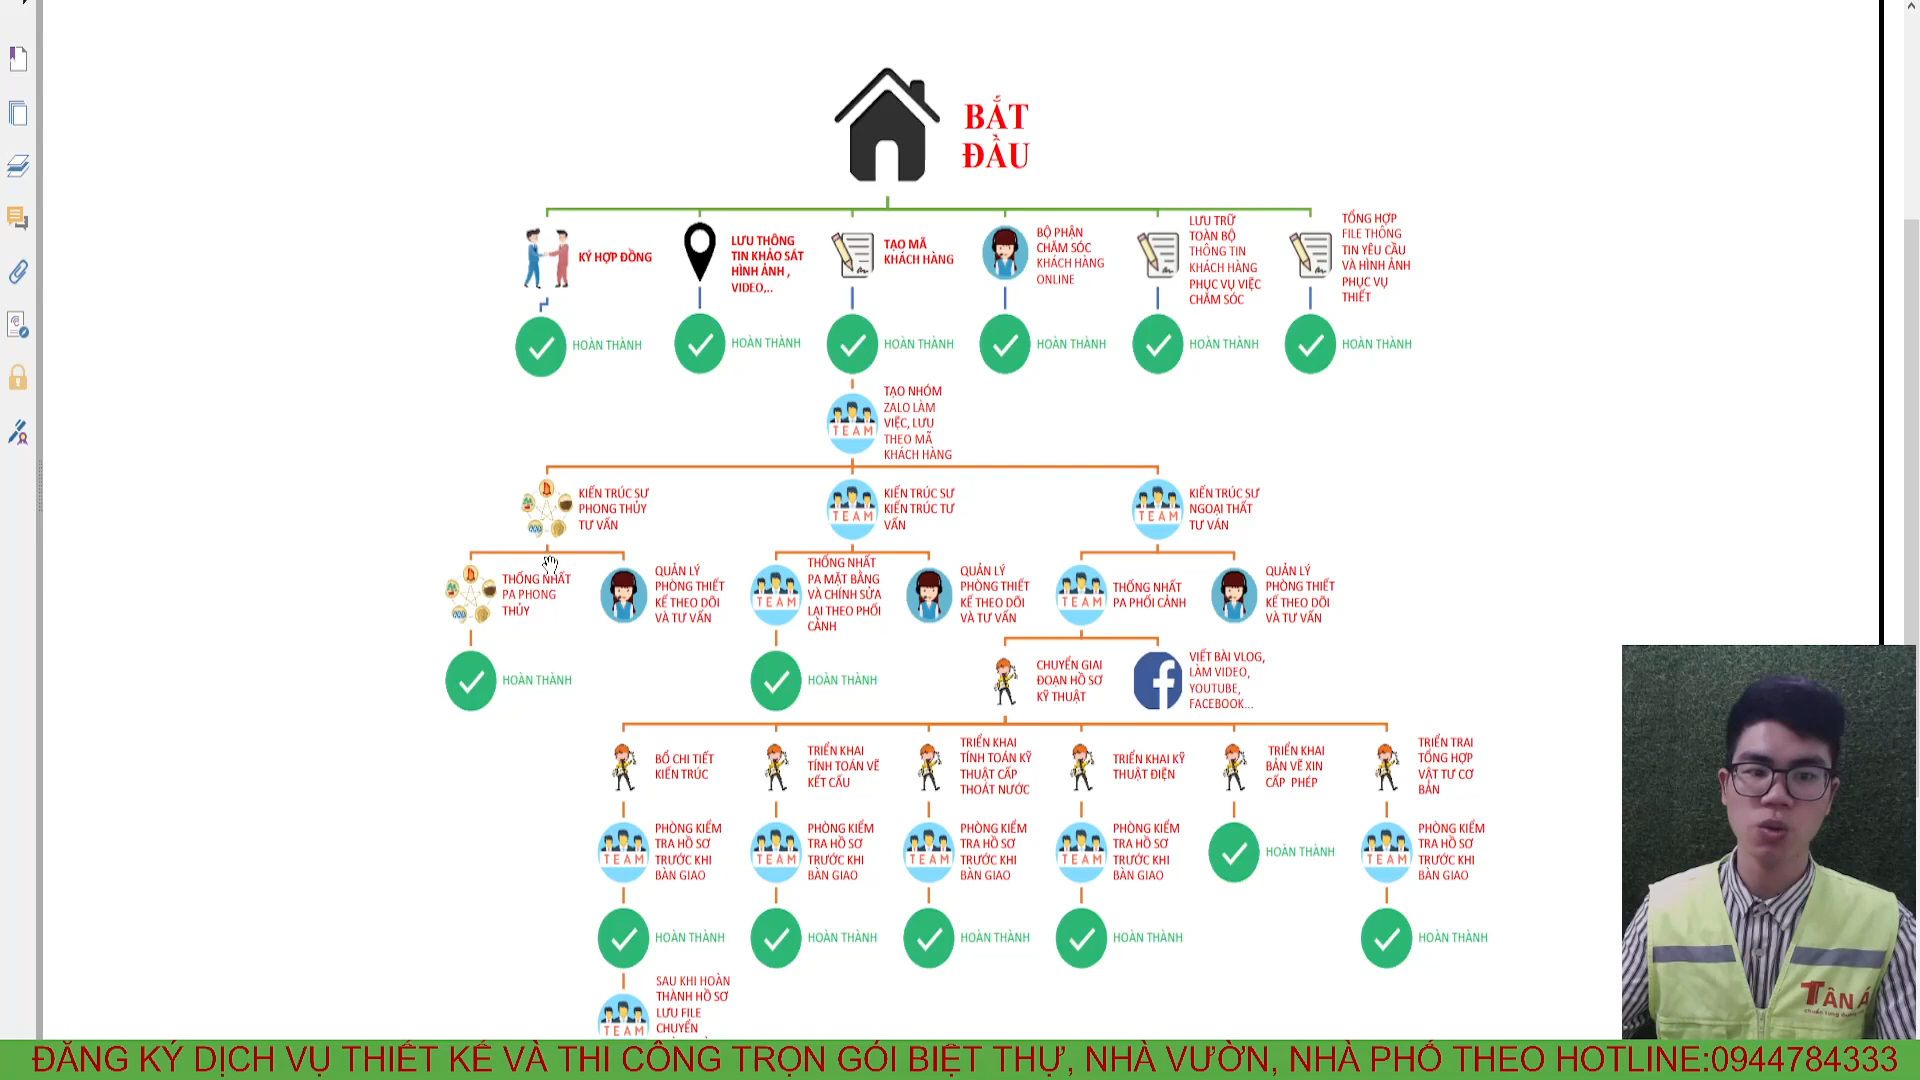 BẮT
ĐẦU
KÝ HỢP ĐỒNG
LƯU THÔNG
TIN KHẢO SÁT
HÌNH ẢNH ,
VIDEO,..
TẠO MÃ
KHÁCH HÀNG
BỘ PHẬN
CHĂM SÓC
KHÁCH HÀNG
ONLINE
LƯU TRỮ
TOÀN BỘ
THÔNG TIN
KHÁCH HÀNG
PHỤC VỤ VIỆC
CHĂM SÓC
TỔNG HỢP
FILE THÔNG
TIN YÊU CẦU
VÀ HÌNH ẢNH
PHỤC VỤ
THIẾT
HOÀN THÀNH
HOÀN THÀNH
HOÀN THÀNH
HOÀN THÀNH
HOÀN THÀNH
HOÀN THÀNH
TEAM
TẠO NHÓM
ZALO LÀM
VIỆC, LƯU
THEO MÃ
KHÁCH HÀNG
KIẾN TRÚC SƯ
PHONG THỦY
TƯ VẤN
TEAM
KIẾN TRÚC SƯ
KIẾN TRÚC TƯ
VẤN
TEAM
KIẾN TRÚC SƯ
NGOẠI THẤT
TƯ VẤN
THỐNG NHẤT
PA PHONG
THỦY
QUẢN LÝ
PHÒNG THIẾT
KẾ THEO DÕI
VÀ TƯ VẤN
TEAM
THỐNG NHẤT
PA MẶT BẰNG
VÀ CHỈNH SỬA
LẠI THEO PHỐI
CẢNH
QUẢN LÝ
PHÒNG THIẾT
KẾ THEO DÕI
VÀ TƯ VẤN
TEAM
THỐNG NHẤT
PA PHỐI CẢNH
QUẢN LÝ
PHÒNG THIẾT
KẾ THEO DÕI
VÀ TƯ VẤN
HOÀN THÀNH
HOÀN THÀNH
CHUYỂN GIAI
ĐOẠN HỒ SƠ
KỸ THUẬT
VIẾT BÀI VLOG,
LÀM VIDEO,
YOUTUBE,
FACEBOOK...
BỔ CHI TIẾT
KIẾN TRÚC
TRIỂN KHAI
TÍNH TOÁN VẼ
KẾT CẤU
TRIỂN KHAI
TÍNH TOÁN KỸ
THUẬT CẤP
THOÁT NƯỚC
TRIỂN KHAI KỸ
THUẬT ĐIỆN
TRIỂN KHAI
BẢN VẼ XIN
CẤP PHÉP
TRIỂN TRAI
TỔNG HỢP
VẬT TƯ CƠ
BẢN
TEAM
PHÒNG KIỂM
TRA HỒ SƠ
TRƯỚC KHI
BÀN GIAO
TEAM
PHÒNG KIỂM
TRA HỒ SƠ
TRƯỚC KHI
BÀN GIAO
TEAM
PHÒNG KIỂM
TRA HỒ SƠ
TRƯỚC KHI
BÀN GIAO
TEAM
PHÒNG KIỂM
TRA HỒ SƠ
TRƯỚC KHI
BÀN GIAO
HOÀN THÀNH
TEAM
PHÒNG KIỂM
TRA HỒ SƠ
TRƯỚC KHI
BÀN GIAO
HOÀN THÀNH
HOÀN THÀNH
HOÀN THÀNH
HOÀN THÀNH
HOÀN THÀNH
TEAM
SAU KHI HOÀN
THÀNH HỒ SƠ
LƯU FILE
CHUYỂN
TÂN Á
ĐĂNG KÝ DỊCH VỤ THIẾT KẾ VÀ THI CÔNG TRỌN GÓI BIỆT THỰ, NHÀ VƯỜN, NHÀ PHỐ THEO HOTLINE:0944784333